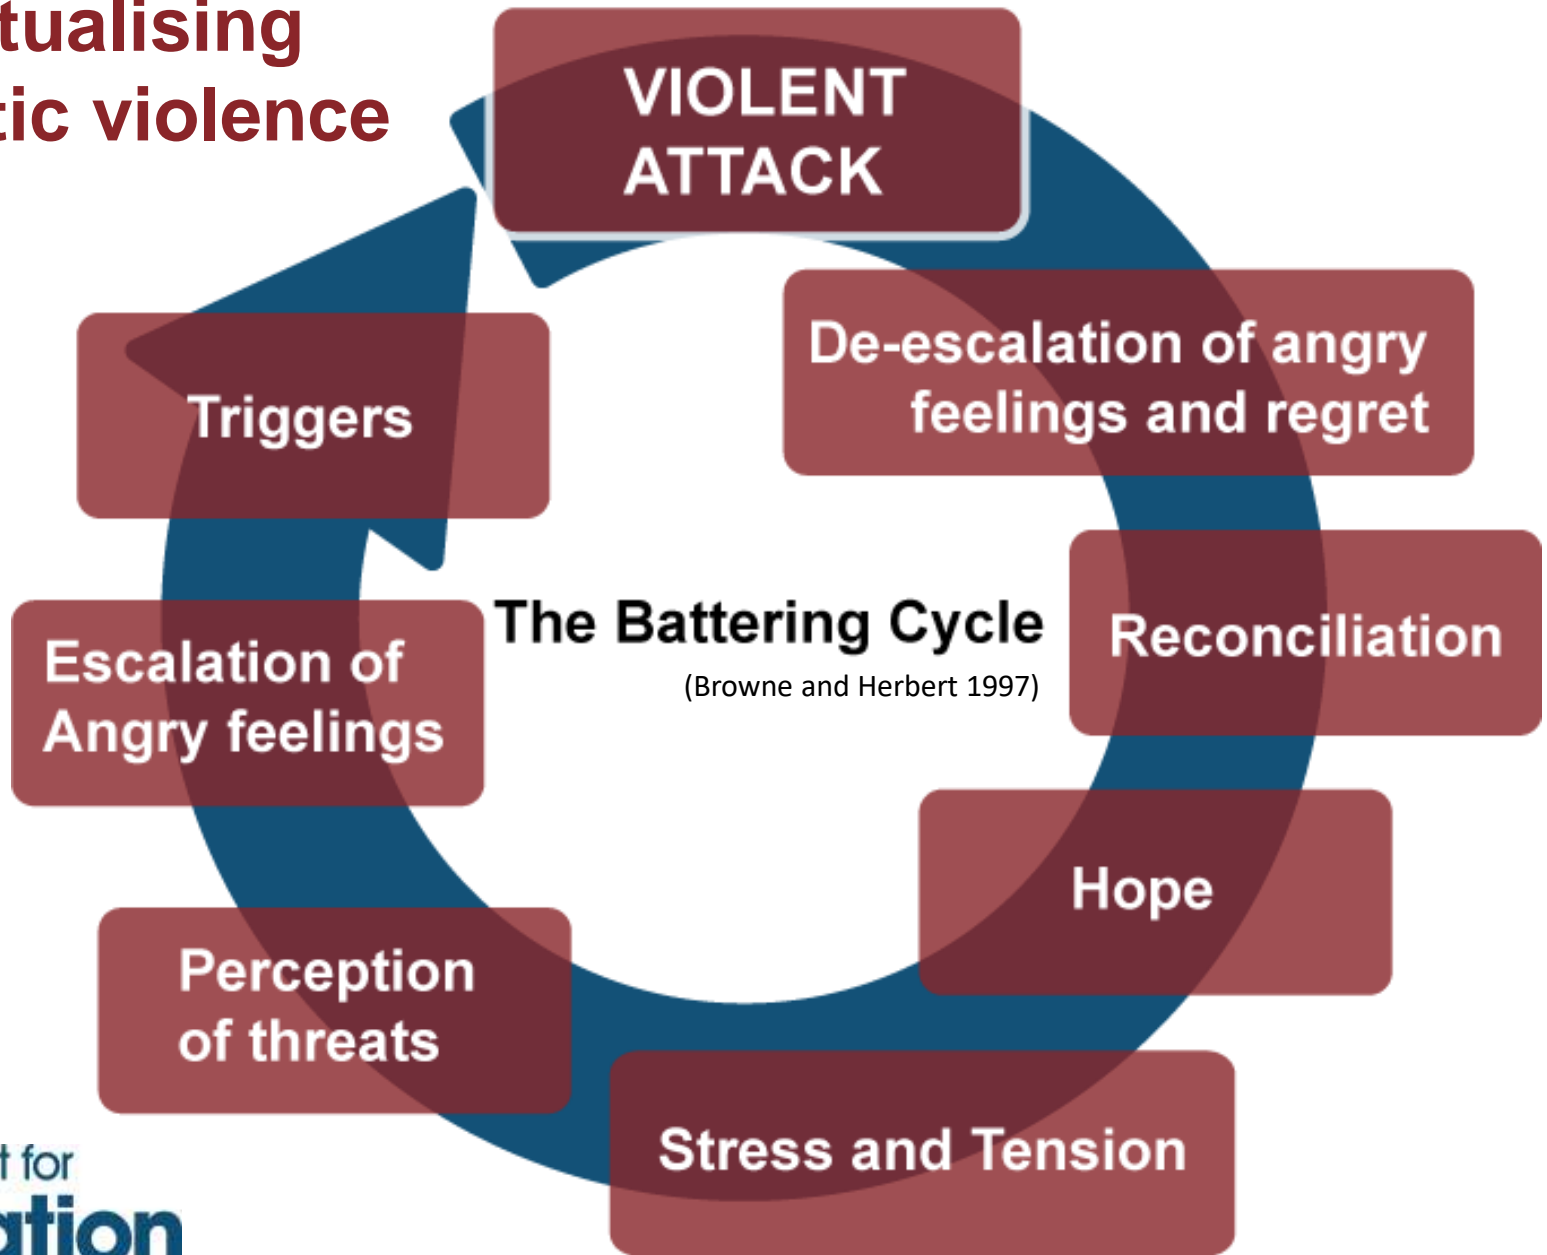 tualising
tic violence
VIOLENT
ATTACK
De-escalation of angry
feelings and regret
Reconciliation
Hope
Stress and Tension
Perception
of threats
Escalation of
Angry feelings
Triggers
The Battering Cycle
(Browne and Herbert 1997)
t for
ation